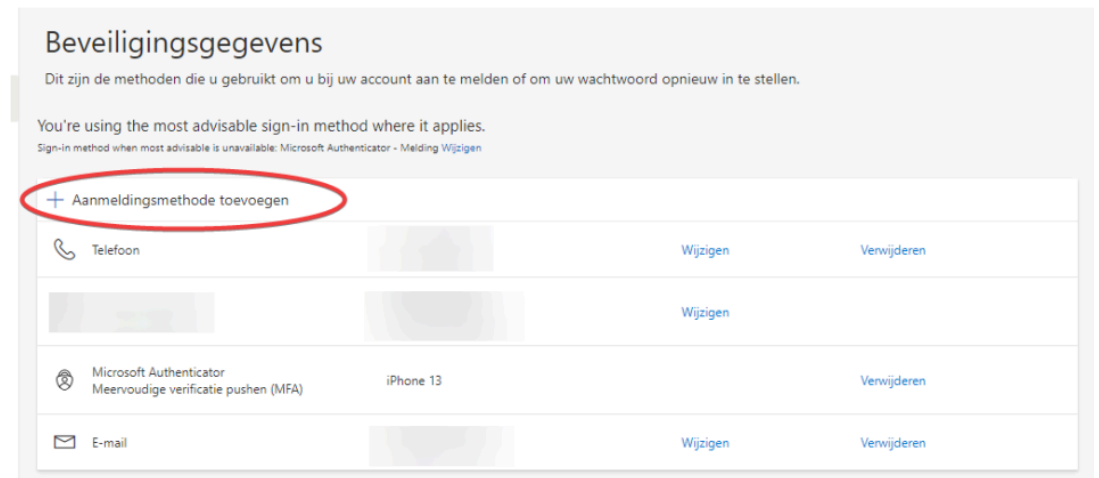 Beveiligingsgegevens
Dit zijn de methoden die u gebruikt om u bij uw account aan te melden of om uw wachtwoord opnieuw in te stellen.
You're using the most advisable sign-in method where it applies.
Sign-in method when most advisable is unavailable: Microsoft Authenticator - Melding Wijzigen
+ Aanmeldingsmethode toevoegen
Telefoon Wijzigen Verwijderen
Wijzigen
Microsoft Authenticator
Meervoudige verificatie pushen (MFA) iPhone 13 Verwijderen
E-mail Wijzigen Verwijderen